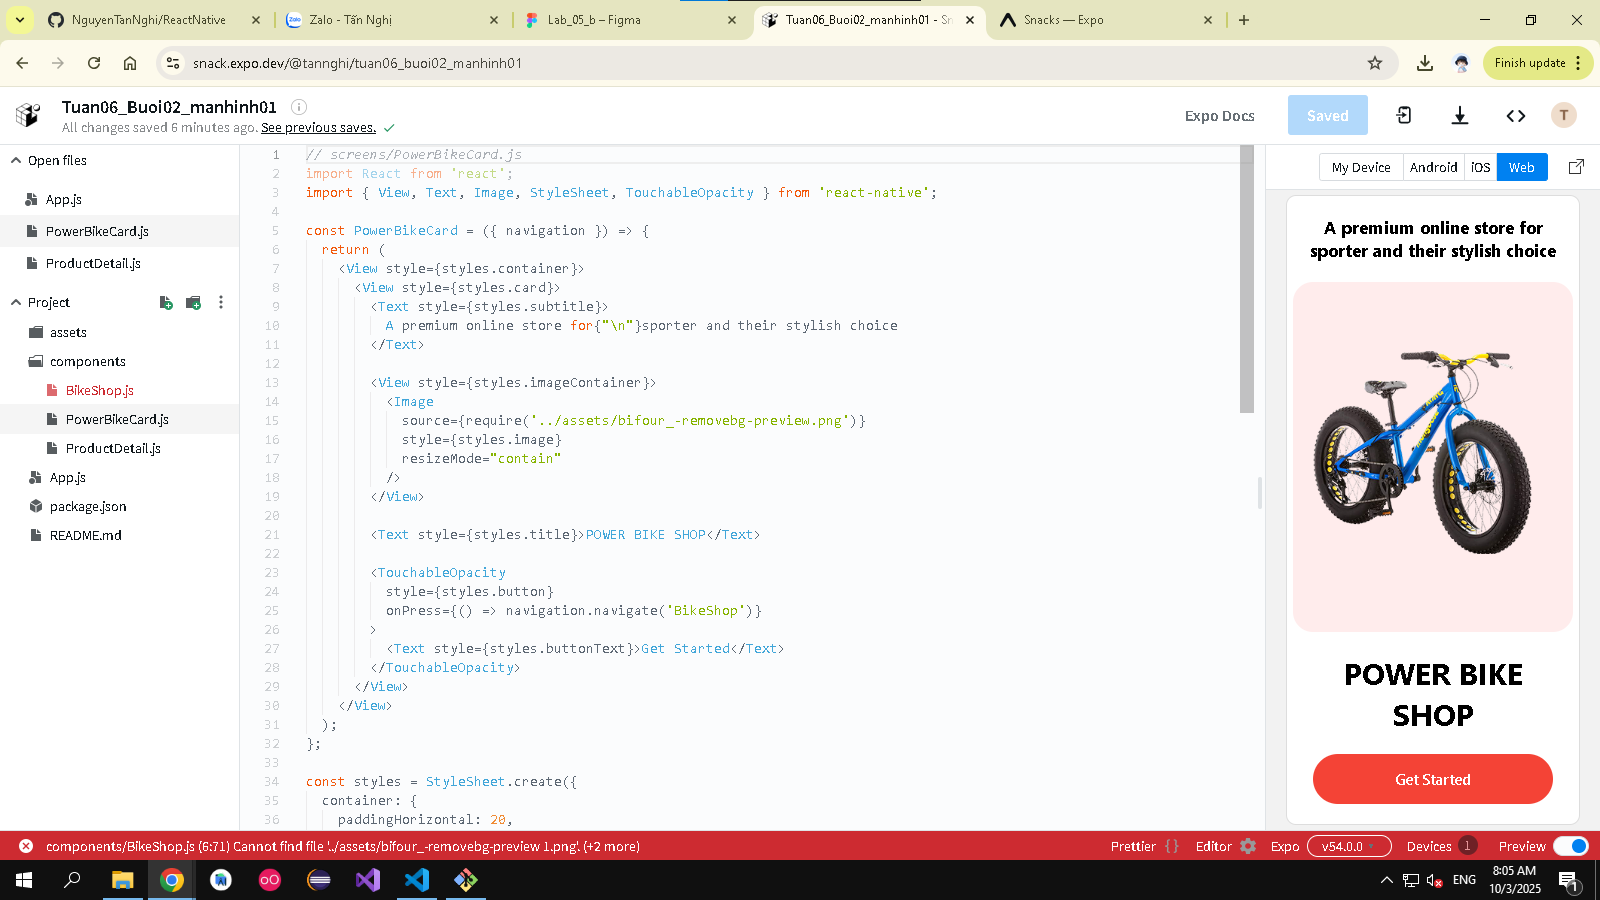 NguyenTanNghi/ReactNative
Zalo - Tấn Nghị
Lab_05_b – Figma
Tuan06_Buoi02_manhinh01 - Sn
Snacks — Expo
snack.expo.dev/@tannghi/tuan06_buoi02_manhinh01
Finish update
Tuan06_Buoi02_manhinh01
All changes saved 6 minutes ago. See previous saves.
Expo Docs
Saved
T
Open files
App.js
PowerBikeCard.js
ProductDetail.js
Project
assets
components
BikeShop.js
PowerBikeCard.js
ProductDetail.js
App.js
package.json
README.md
1 // screens/PowerBikeCard.js
2 import React from 'react';
3 import { View, Text, Image, StyleSheet, TouchableOpacity } from 'react-native';
4
5 const PowerBikeCard = ({ navigation }) => {
6 return (
7 <View style={styles.container}>
8 <View style={styles.card}>
9 <Text style={styles.subtitle}>
10 A premium online store for{"\n"}sporter and their stylish choice
11 </Text>
12
13 <View style={styles.imageContainer}>
14 <Image
15 source={require('../assets/bifour_-removebg-preview.png')}
16 style={styles.image}
17 resizeMode="contain"
18 />
19 </View>
20
21 <Text style={styles.title}>POWER BIKE SHOP</Text>
22
23 <TouchableOpacity
24 style={styles.button}
25 onPress={() => navigation.navigate('BikeShop')}
26 >
27 <Text style={styles.buttonText}>Get Started</Text>
28 </TouchableOpacity>
29 </View>
30 </View>
31 );
32 };
33
34 const styles = StyleSheet.create({
35 container: {
36 paddingHorizontal: 20,
My Device
Android
iOS
Web
A premium online store for
sporter and their stylish choice
POWER BIKE
SHOP
Get Started
components/BikeShop.js (6:71) Cannot find file '../assets/bifour_-removebg-preview 1.png'. (+2 more)
Prettier { }
Editor
Expo
v54.0.0
Devices 1
Preview
ENG
8:05 AM
10/3/2025
1